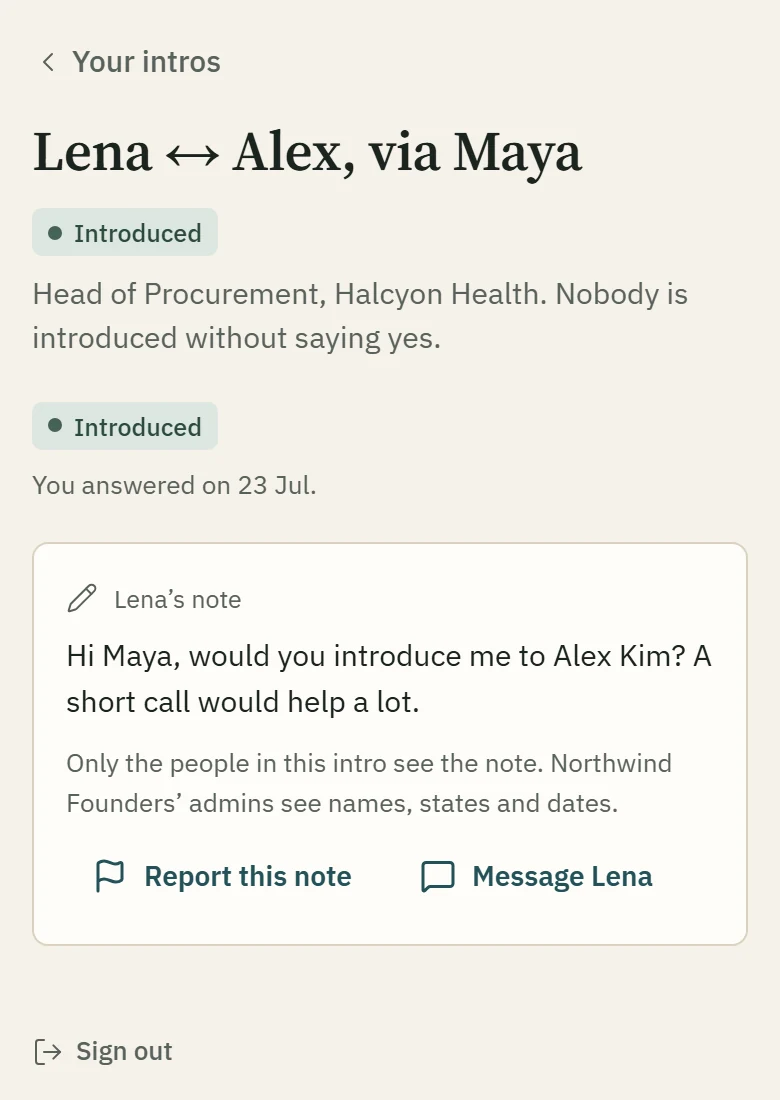 Your intros
Lena ↔ Alex, via Maya
Introduced
Head of Procurement, Halcyon Health. Nobody is
introduced without saying yes.
Introduced
You answered on 23 Jul.
Lena’s note
Hi Maya, would you introduce me to Alex Kim? A
short call would help a lot.
Only the people in this intro see the note. Northwind
Founders’ admins see names, states and dates.
Report this note
Message Lena
Sign out